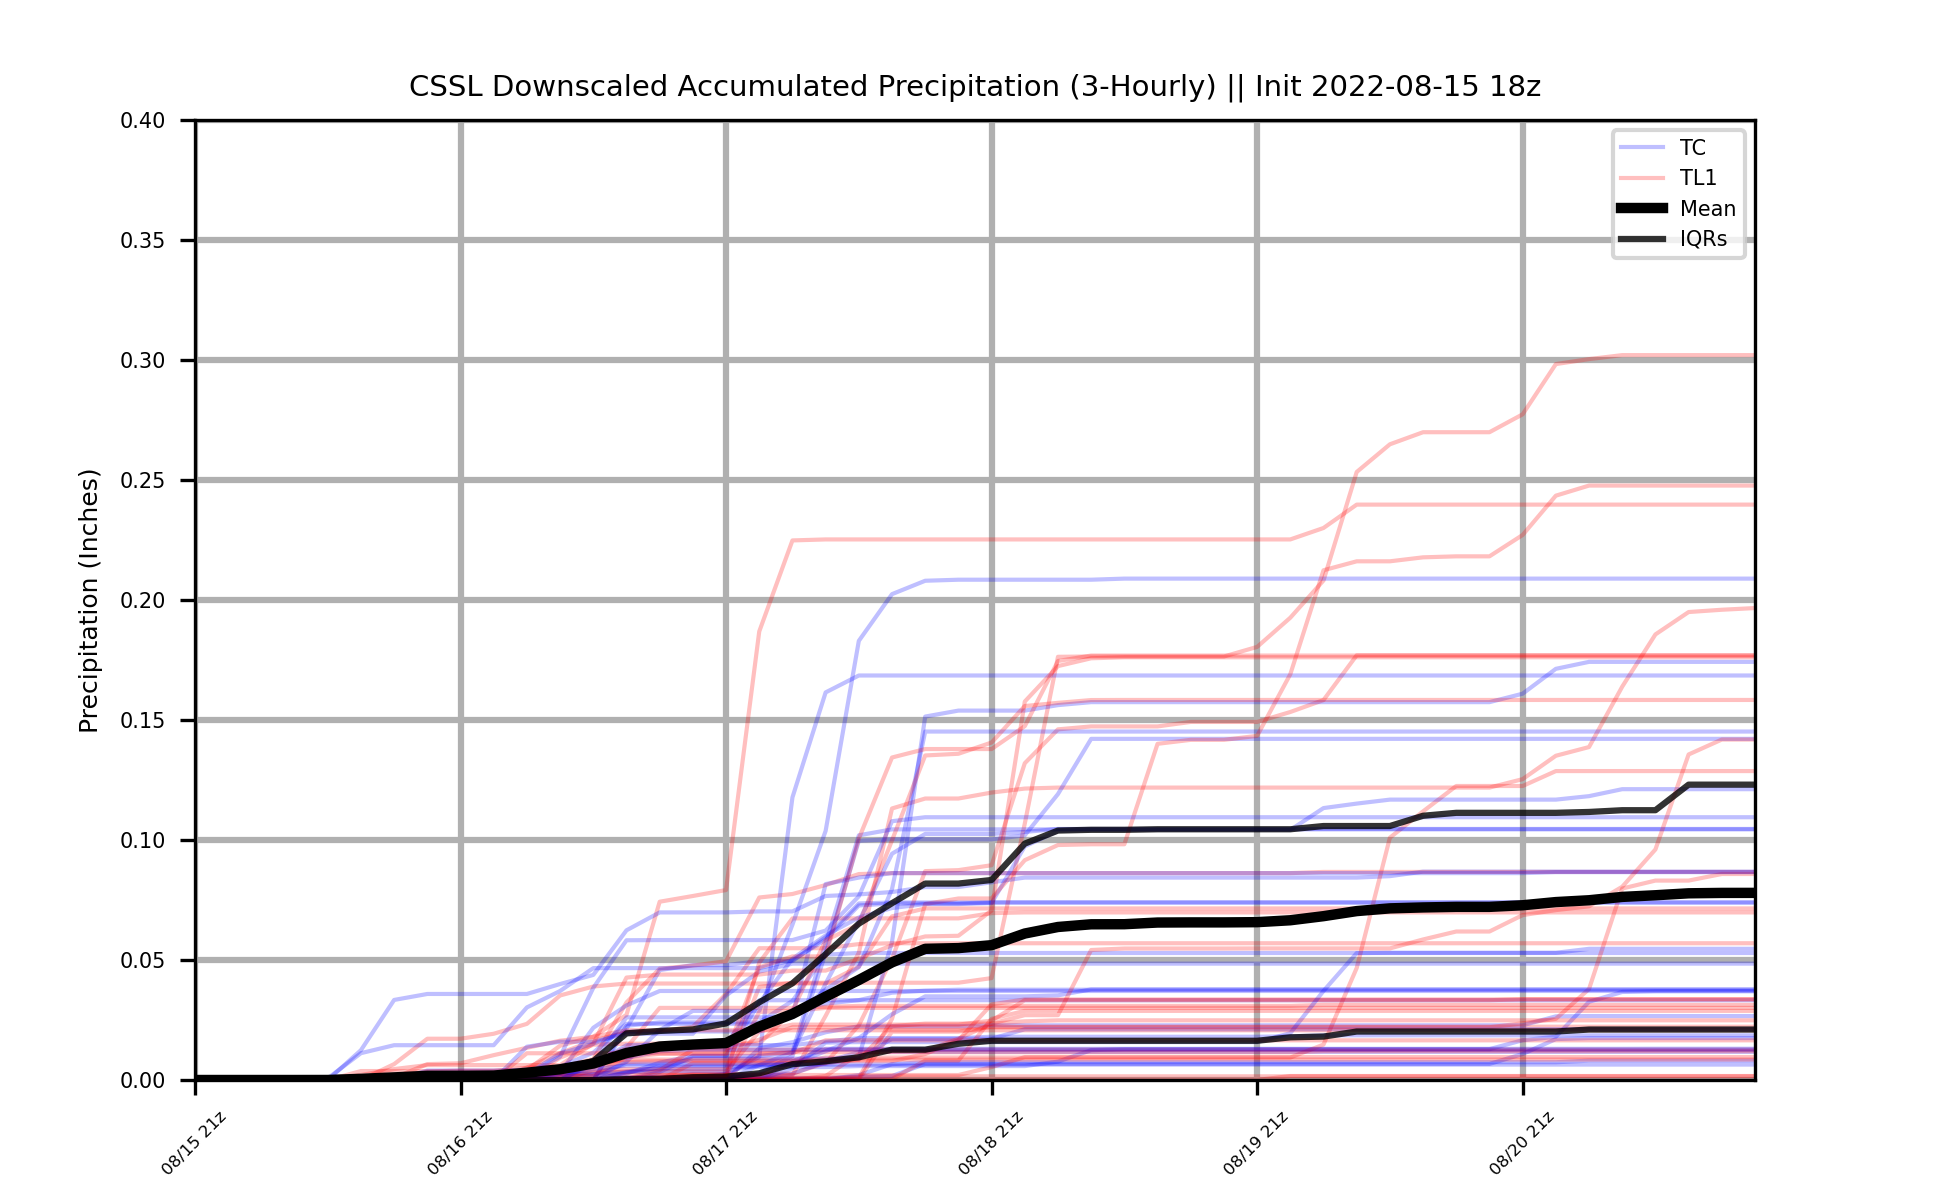 CSSL Downscaled Accumulated Precipitation (3-Hourly) || Init 2022-08-15 18z
TC
TL1
Mean
IQRs
Precipitation (Inches)
0.40
0.35
0.30
0.25
0.20
0.15
0.10
0.05
0.00
08/15 21z
08/16 21z
08/17 21z
08/18 21z
08/19 21z
08/20 21z